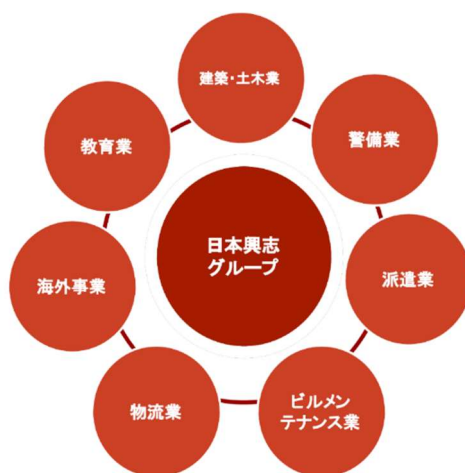 建築・土木業
警備業
派遣業
ビルメン
テナンス業
物流業
海外事業
教育業
日本興志
グループ